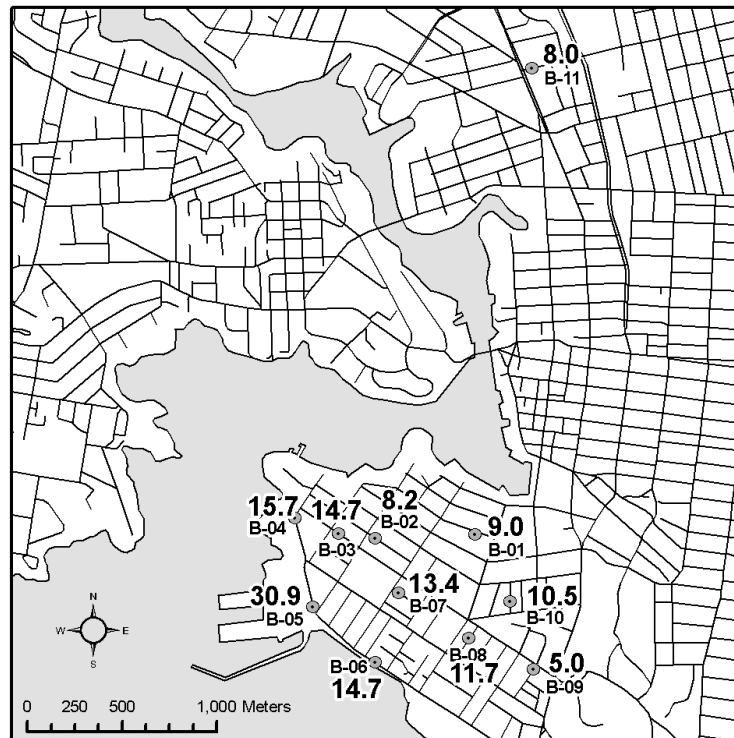 8.0
B-11
8.2
B-02
15.7
B-04
14.7
B-03
9.0
B-01
13.4
B-07
10.5
B-10
30.9
B-05
N
W E
S
B-06
14.7
B-08
11.7
5.0
B-09
0 250 500 1,000 Meters